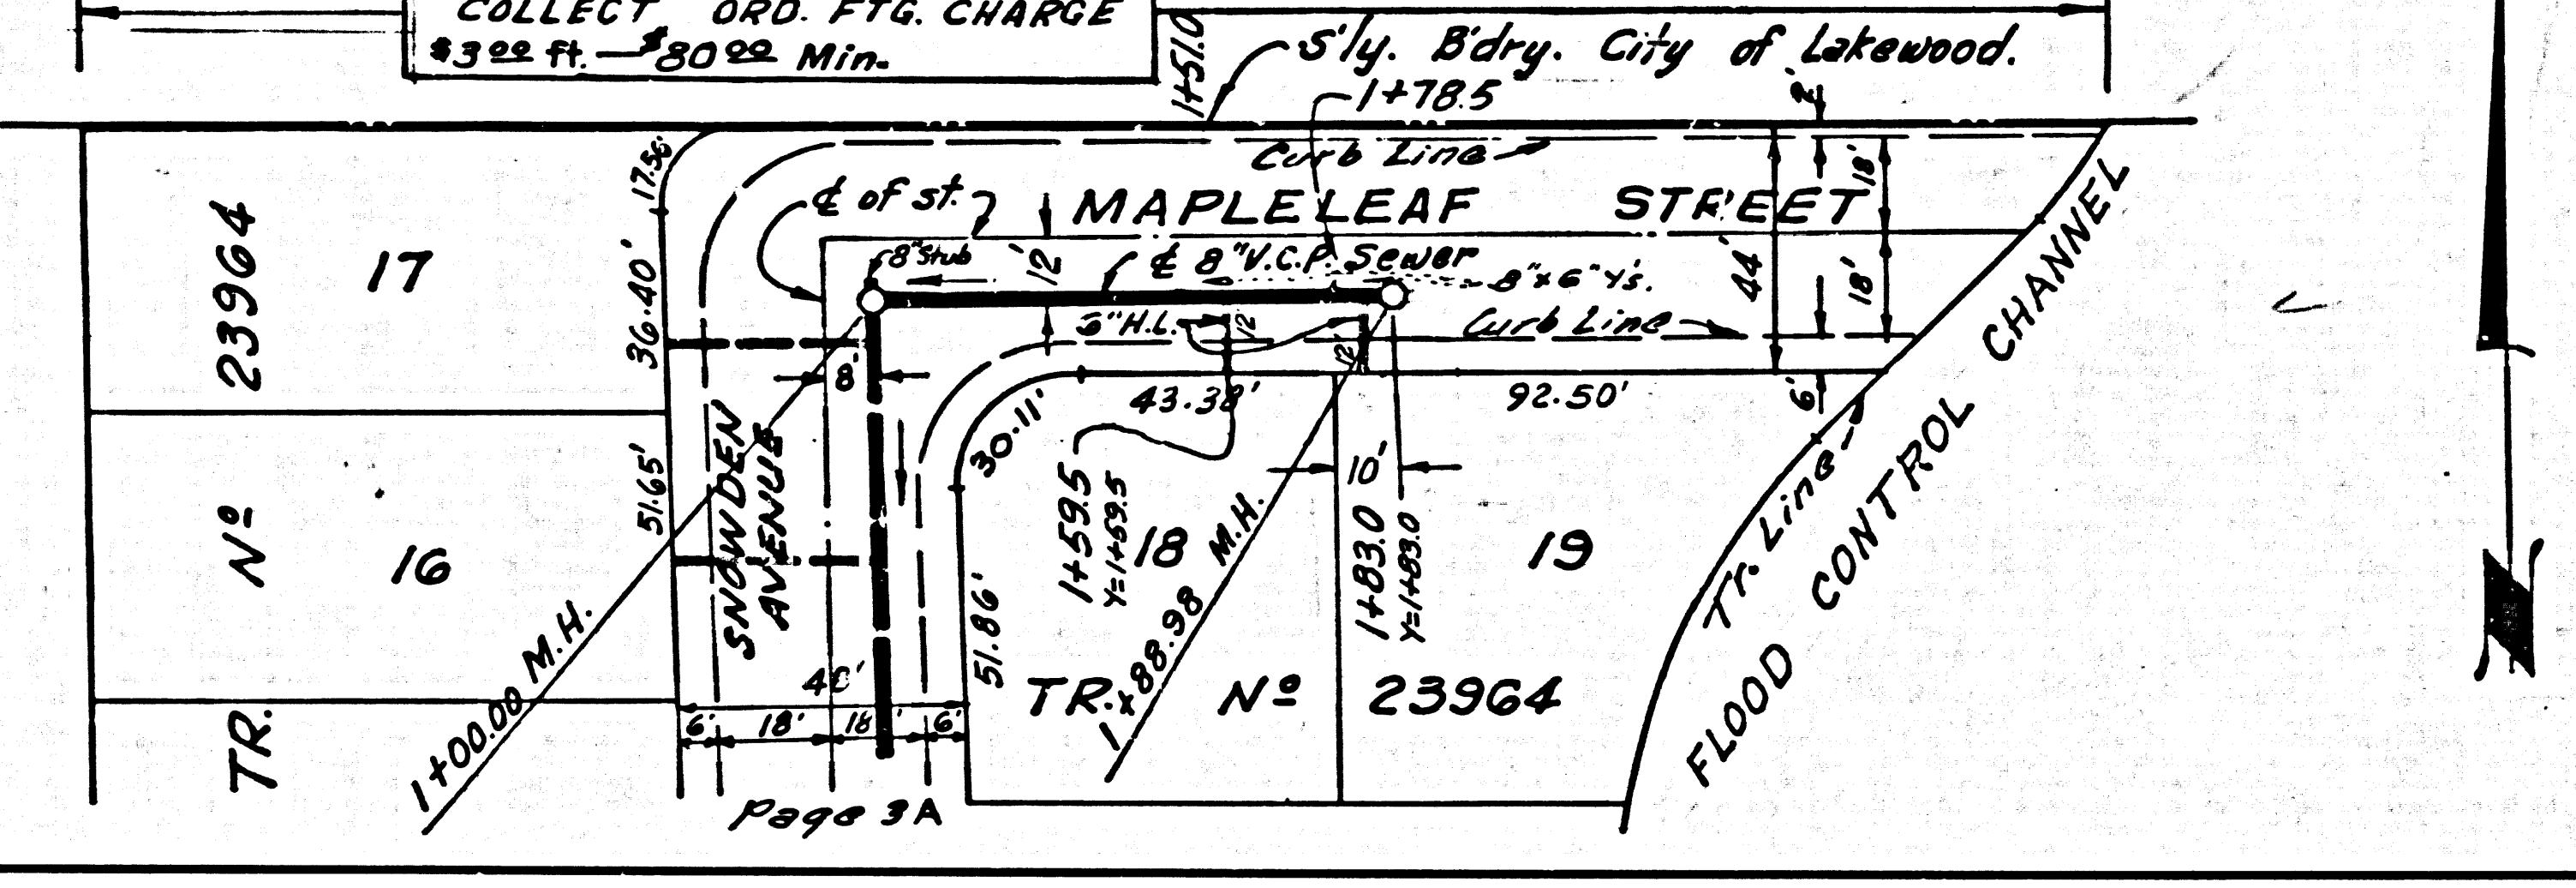 COLLECT ORD. FTG. CHARGE
$3 00 ft. — $80 00 Min.
1+51.0
S'ly. B'dry. City of Lakewood.
1+78.5
2'
17.56'
Curb Line
18'
℄ of st.
MAPLELEAF STREET
23964
17
36.40'
8" Stub
12'
℄ 8" V.C.P. Sewer
8"x6" Y's.
44'
18'
6" H.L.
12'
12'
Curb Line
8'
43.38'
92.50'
6'
30.11'
10'
51.65'
SNOWDEN
AVENUE
1+59.5
Y=1+59.5
18
M.H.
1+83.0
Y=1+83.0
19
Tr. Line
FLOOD CONTROL CHANNEL
Nº
16
51.86'
1+88.98
1+00.00 M.H.
TR. Nº 23964
TR.
6' 18' 18' 6'
Page 3A